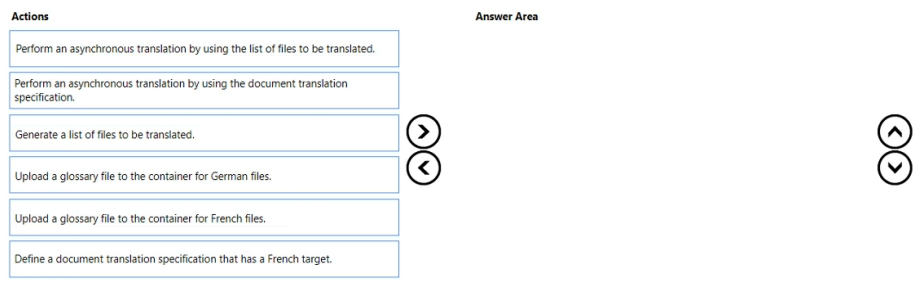 Actions
Answer Area
Perform an asynchronous translation by using the list of files to be translated.
Perform an asynchronous translation by using the document translation
specification.
Generate a list of files to be translated.
Upload a glossary file to the container for German files.
Upload a glossary file to the container for French files.
Define a document translation specification that has a French target.